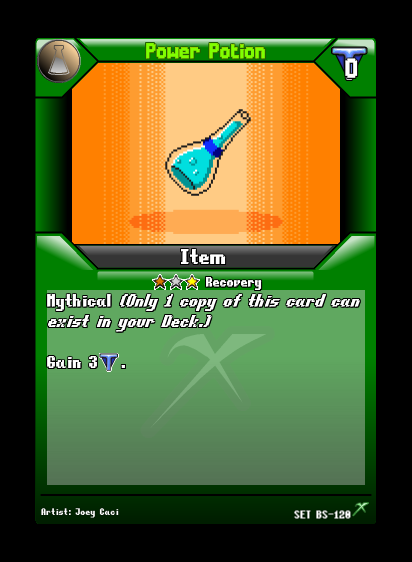 Power Potion
0
Item
Recovery
Mythical (Only 1 copy of this card can
exist in your Deck.)
Gain 3 .
Artist: Joey Caci
SET BS-128